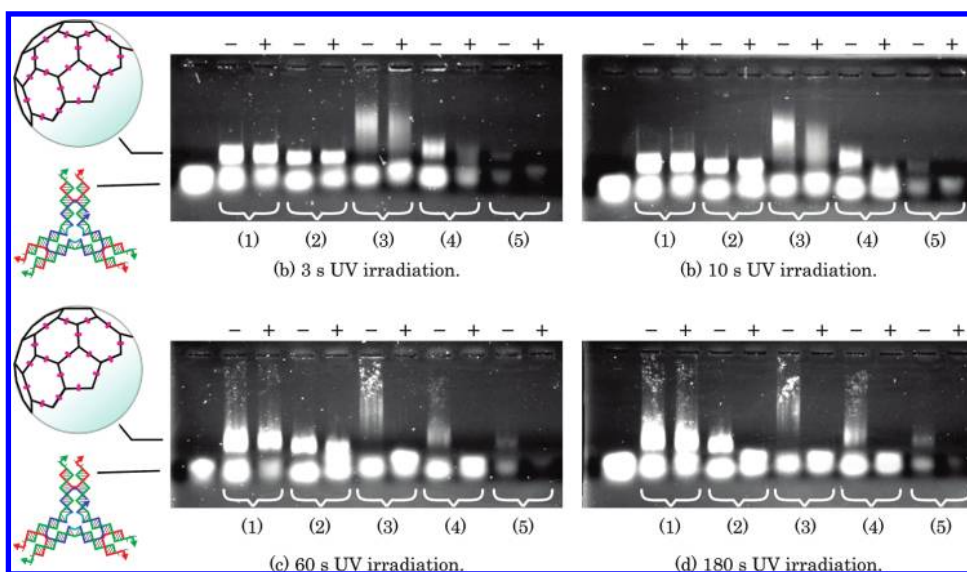 − + − + − + − + − +
(1) (2) (3) (4) (5)
(b) 3 s UV irradiation.
− + − + − + − + − +
(1) (2) (3) (4) (5)
(b) 10 s UV irradiation.
− + − + − + − + − +
(1) (2) (3) (4) (5)
(c) 60 s UV irradiation.
− + − + − + − + − +
(1) (2) (3) (4) (5)
(d) 180 s UV irradiation.